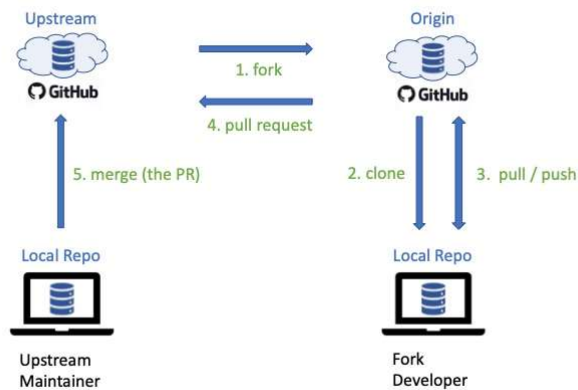 Upstream
Origin
GitHub
1. fork
GitHub
4. pull request
5. merge (the PR)
2. clone
3. pull / push
Local Repo
Local Repo
Upstream
Maintainer
Fork
Developer